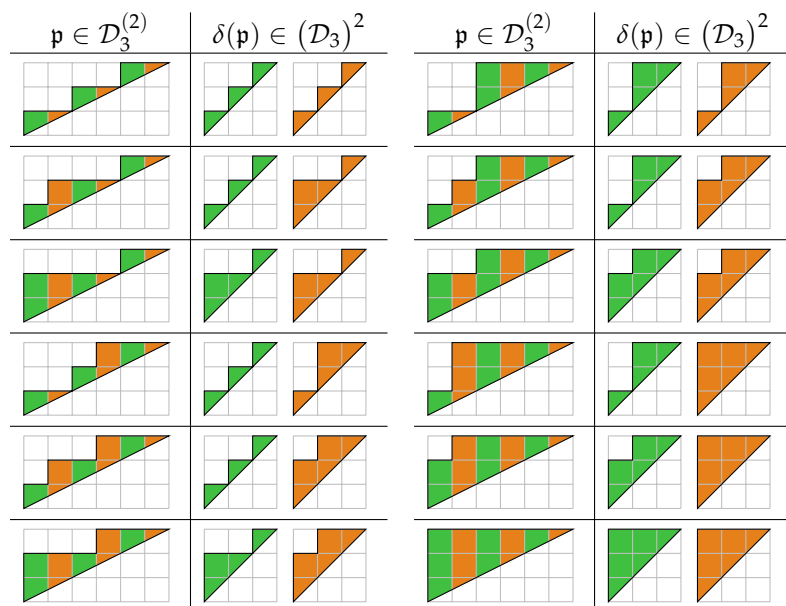 𝔭 ∈ 𝒟₃⁽²⁾ δ(𝔭) ∈ (𝒟₃)² 𝔭 ∈ 𝒟₃⁽²⁾ δ(𝔭) ∈ (𝒟₃)²